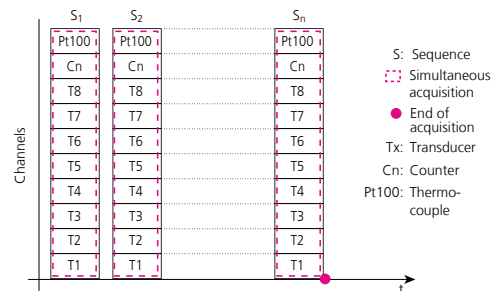 S1 S2 Sn
Pt100 Pt100 Pt100
Cn Cn Cn
T8 T8 T8
T7 T7 T7
T6 T6 T6
T5 T5 T5
T4 T4 T4
T3 T3 T3
T2 T2 T2
T1 T1 T1
Channels
t
S: Sequence
Simultaneous
acquisition
End of
acquisition
Tx: Transducer
Cn: Counter
Pt100: Thermo-
couple